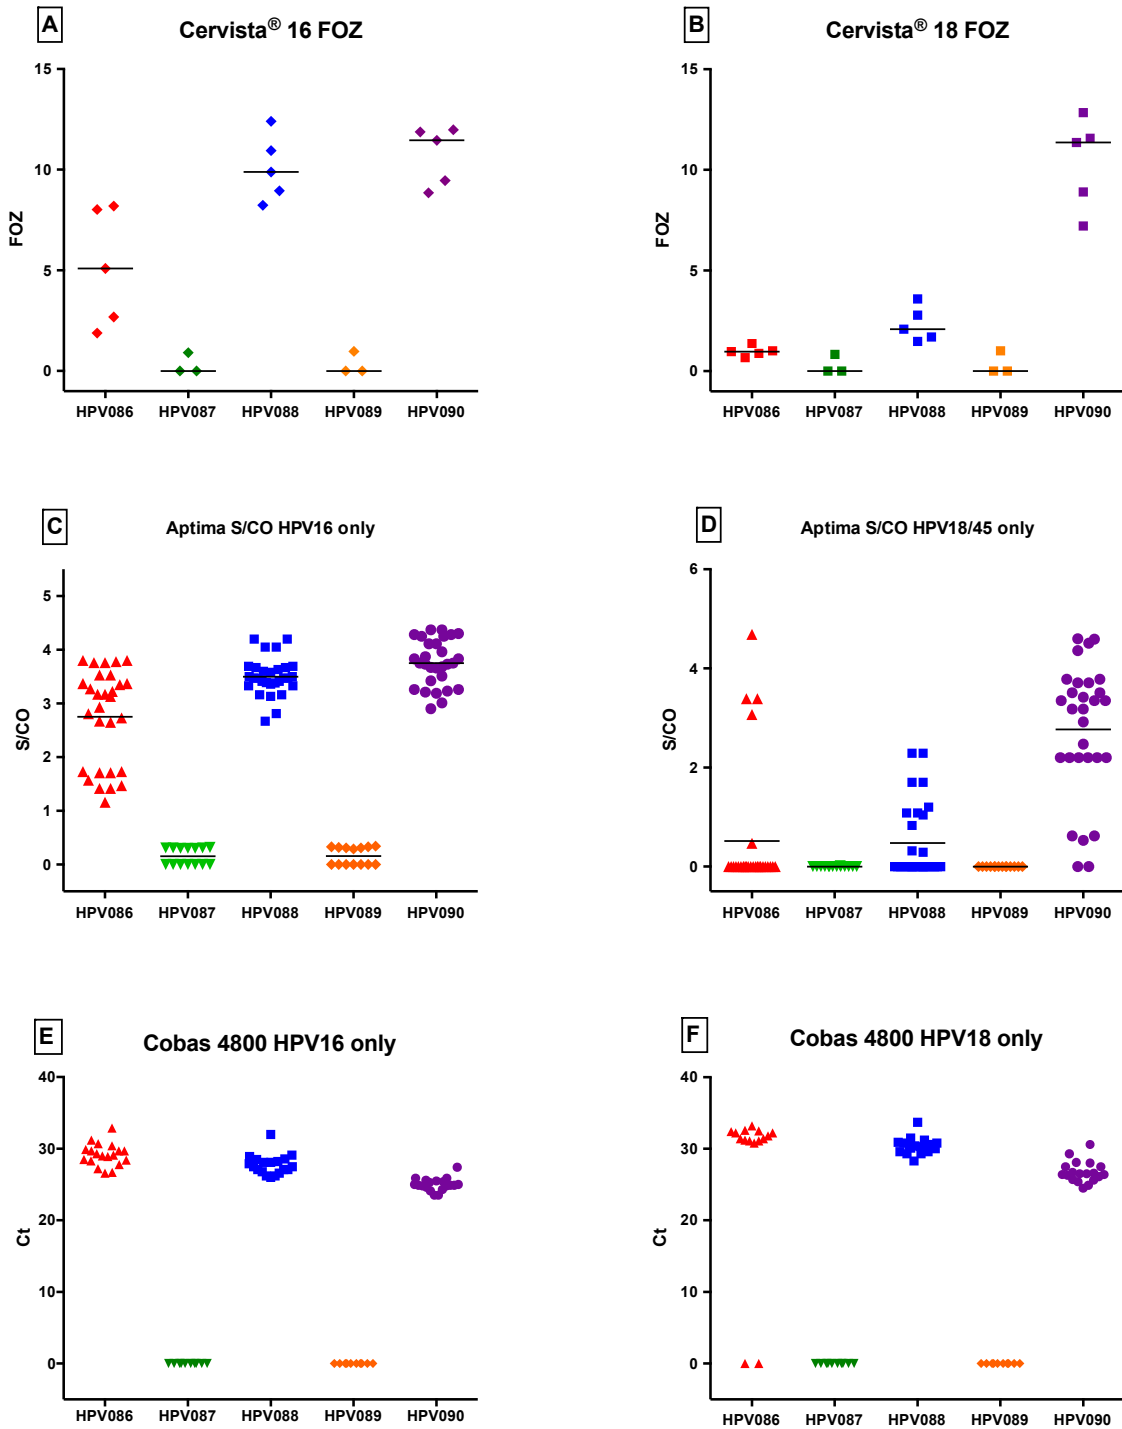 A
Cervista® 16 FOZ
15
10
5
0
FOZ
HPV086 HPV087 HPV088 HPV089 HPV090
B
Cervista® 18 FOZ
15
10
5
0
FOZ
HPV086 HPV087 HPV088 HPV089 HPV090
C
Aptima S/CO HPV16 only
5
4
3
2
1
0
S/CO
HPV086 HPV087 HPV088 HPV089 HPV090
D
Aptima S/CO HPV18/45 only
6
4
2
0
S/CO
HPV086 HPV087 HPV088 HPV089 HPV090
E
Cobas 4800 HPV16 only
40
30
20
10
0
Ct
HPV086 HPV087 HPV088 HPV089 HPV090
F
Cobas 4800 HPV18 only
40
30
20
10
0
Ct
HPV086 HPV087 HPV088 HPV089 HPV090